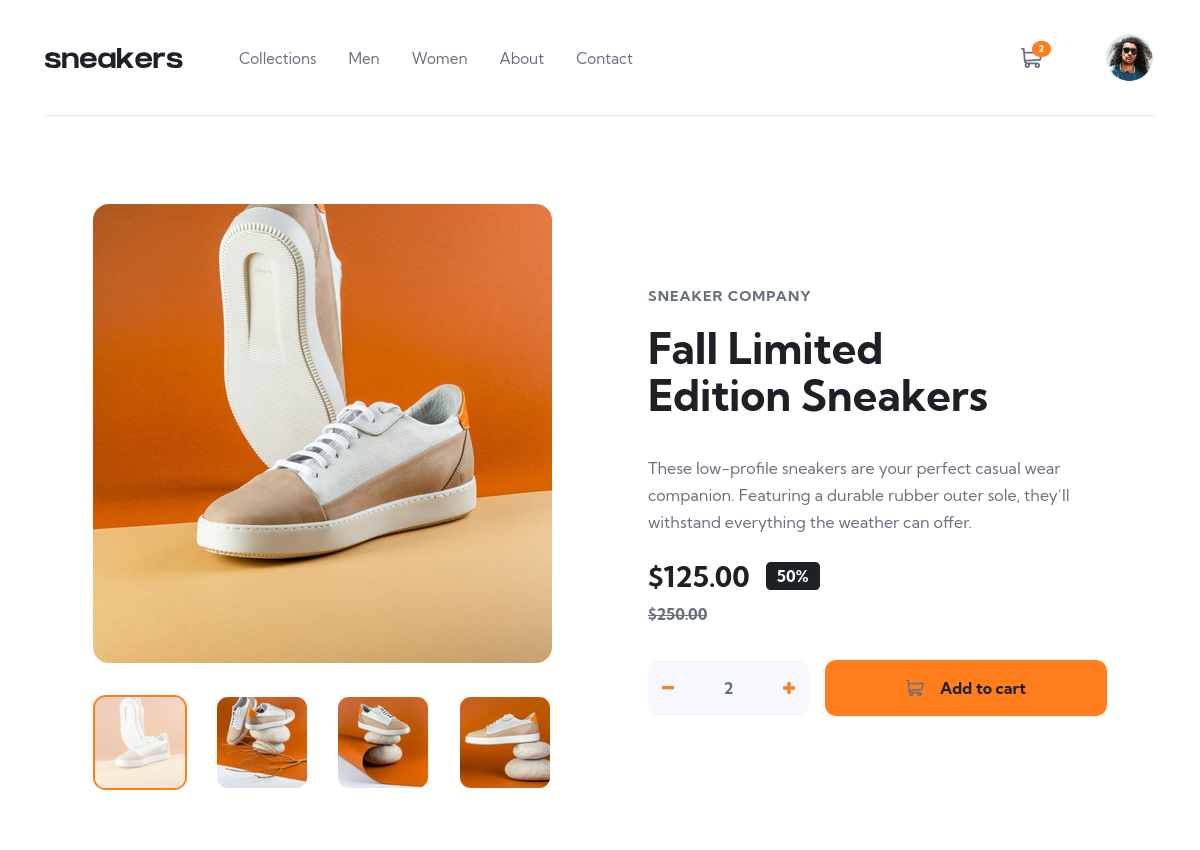 sneakers
Collections
Men
Women
About
Contact
2
SNEAKER COMPANY
Fall Limited
Edition Sneakers
These low-profile sneakers are your perfect casual wear
companion. Featuring a durable rubber outer sole, they’ll
withstand everything the weather can offer.
$125.00
50%
$250.00
2
Add to cart